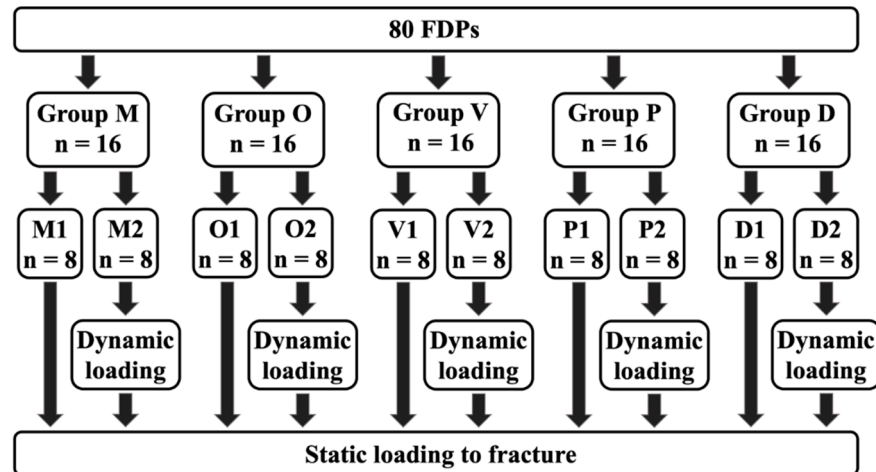 80 FDPs
Group M
n = 16
Group O
n = 16
Group V
n = 16
Group P
n = 16
Group D
n = 16
M1
n = 8
M2
n = 8
O1
n = 8
O2
n = 8
V1
n = 8
V2
n = 8
P1
n = 8
P2
n = 8
D1
n = 8
D2
n = 8
Dynamic
loading
Dynamic
loading
Dynamic
loading
Dynamic
loading
Dynamic
loading
Static loading to fracture